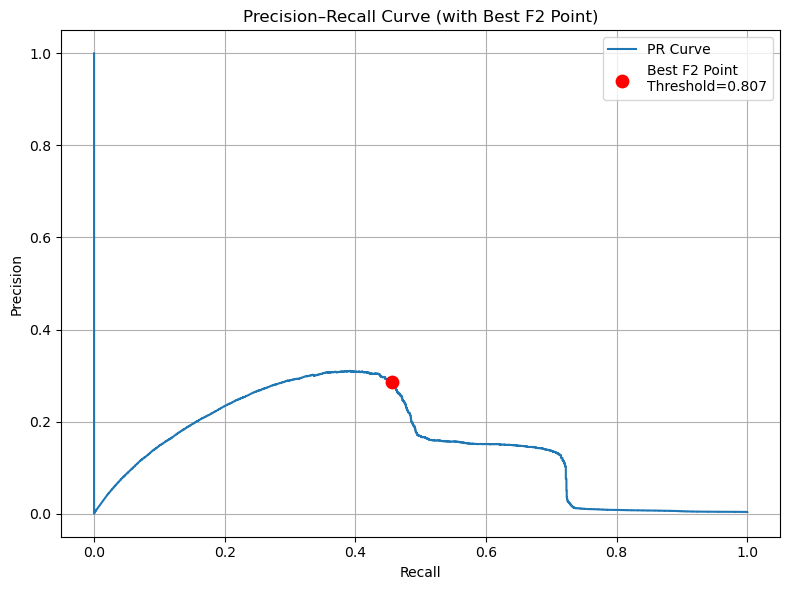 Precision–Recall Curve (with Best F2 Point)
PR Curve
Best F2 Point
Threshold=0.807
1.0
0.8
0.6
0.4
0.2
0.0
Precision
0.0 0.2 0.4 0.6 0.8 1.0
Recall